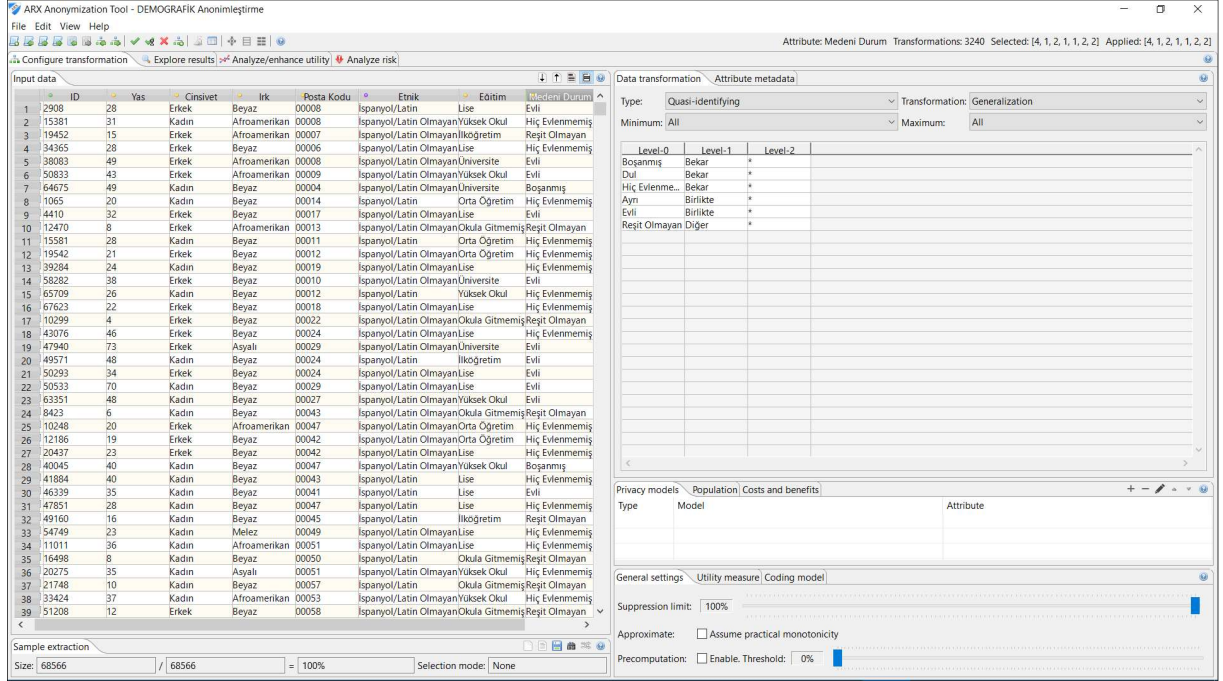 ARX Anonymization Tool - DEMOGRAFİK Anonimleştirme
File Edit View Help
Attribute: Medeni Durum Transformations: 3240 Selected: [4, 1, 2, 1, 1, 2, 2] Applied: [4, 1, 2, 1, 1, 2, 2]
Configure transformation Explore results Analyze/enhance utility Analyze risk
Input data
ID Yas Cinsiyet Irk Posta Kodu Etnik Eğitim Medeni Durum
1 2908 28 Erkek Beyaz 00008 İspanyol/Latin Lise Evli
2 15381 31 Kadın Afroamerikan 00008 İspanyol/Latin Olmayan Yüksek Okul Hiç Evlenmemiş
3 19452 15 Erkek Afroamerikan 00007 İspanyol/Latin Olmayan İlköğretim Reşit Olmayan
4 34365 28 Erkek Beyaz 00006 İspanyol/Latin Olmayan Lise Hiç Evlenmemiş
5 38083 49 Erkek Afroamerikan 00008 İspanyol/Latin Olmayan Üniversite Evli
6 50833 43 Erkek Afroamerikan 00009 İspanyol/Latin Olmayan Yüksek Okul Evli
7 64675 49 Kadın Beyaz 00004 İspanyol/Latin Olmayan Üniversite Boşanmış
8 1065 20 Kadın Beyaz 00014 İspanyol/Latin Orta Öğretim Hiç Evlenmemiş
9 4410 32 Erkek Beyaz 00017 İspanyol/Latin Olmayan Lise Evli
10 12470 8 Erkek Afroamerikan 00013 İspanyol/Latin Olmayan Okula Gitmemiş Reşit Olmayan
11 15581 28 Kadın Beyaz 00011 İspanyol/Latin Orta Öğretim Hiç Evlenmemiş
12 19542 21 Erkek Beyaz 00012 İspanyol/Latin Olmayan Orta Öğretim Hiç Evlenmemiş
13 39284 24 Kadın Beyaz 00019 İspanyol/Latin Olmayan Lise Hiç Evlenmemiş
14 58282 38 Erkek Beyaz 00010 İspanyol/Latin Olmayan Üniversite Evli
15 65709 26 Kadın Beyaz 00012 İspanyol/Latin Yüksek Okul Hiç Evlenmemiş
16 67623 22 Erkek Beyaz 00018 İspanyol/Latin Olmayan Lise Hiç Evlenmemiş
17 10299 4 Erkek Beyaz 00022 İspanyol/Latin Olmayan Okula Gitmemiş Reşit Olmayan
18 43076 46 Erkek Beyaz 00024 İspanyol/Latin Olmayan Lise Hiç Evlenmemiş
19 47940 73 Erkek Asyalı 00029 İspanyol/Latin Olmayan Üniversite Evli
20 49571 48 Kadın Beyaz 00024 İspanyol/Latin İlköğretim Evli
21 50293 34 Erkek Beyaz 00024 İspanyol/Latin Olmayan Lise Evli
22 50533 70 Kadın Beyaz 00029 İspanyol/Latin Olmayan Lise Evli
23 63351 48 Kadın Beyaz 00027 İspanyol/Latin Olmayan Yüksek Okul Evli
24 8423 6 Kadın Beyaz 00043 İspanyol/Latin Olmayan Okula Gitmemiş Reşit Olmayan
25 10248 20 Erkek Afroamerikan 00047 İspanyol/Latin Olmayan Orta Öğretim Hiç Evlenmemiş
26 12186 19 Erkek Beyaz 00042 İspanyol/Latin Olmayan Orta Öğretim Hiç Evlenmemiş
27 20437 23 Erkek Beyaz 00042 İspanyol/Latin Olmayan Lise Hiç Evlenmemiş
28 40045 40 Kadın Beyaz 00047 İspanyol/Latin Olmayan Yüksek Okul Boşanmış
29 41884 40 Kadın Beyaz 00043 İspanyol/Latin Lise Hiç Evlenmemiş
30 46339 35 Kadın Beyaz 00041 İspanyol/Latin Lise Evli
31 47851 28 Kadın Beyaz 00047 İspanyol/Latin Lise Hiç Evlenmemiş
32 49160 16 Kadın Beyaz 00045 İspanyol/Latin İlköğretim Reşit Olmayan
33 54749 23 Kadın Melez 00049 İspanyol/Latin Olmayan Lise Hiç Evlenmemiş
34 11011 36 Kadın Afroamerikan 00051 İspanyol/Latin Olmayan Lise Hiç Evlenmemiş
35 16498 8 Kadın Beyaz 00050 İspanyol/Latin Okula Gitmemiş Reşit Olmayan
36 20275 35 Kadın Asyalı 00051 İspanyol/Latin Olmayan Yüksek Okul Hiç Evlenmemiş
37 21748 10 Kadın Beyaz 00057 İspanyol/Latin Okula Gitmemiş Reşit Olmayan
38 33424 37 Kadın Afroamerikan 00053 İspanyol/Latin Olmayan Yüksek Okul Hiç Evlenmemiş
39 51208 12 Erkek Beyaz 00058 İspanyol/Latin Olmayan Okula Gitmemiş Reşit Olmayan
Sample extraction
Size: 68566 / 68566 = 100% Selection mode: None
Data transformation Attribute metadata
Type: Quasi-identifying Transformation: Generalization
Minimum: All Maximum: All
Level-0 Level-1 Level-2
Boşanmış Bekar *
Dul Bekar *
Hiç Evlenme... Bekar *
Ayrı Birlikte *
Evli Birlikte *
Reşit Olmayan Diğer *
Privacy models Population Costs and benefits
Type Model Attribute
General settings Utility measure Coding model
Suppression limit: 100%
Approximate: Assume practical monotonicity
Precomputation: Enable. Threshold: 0%